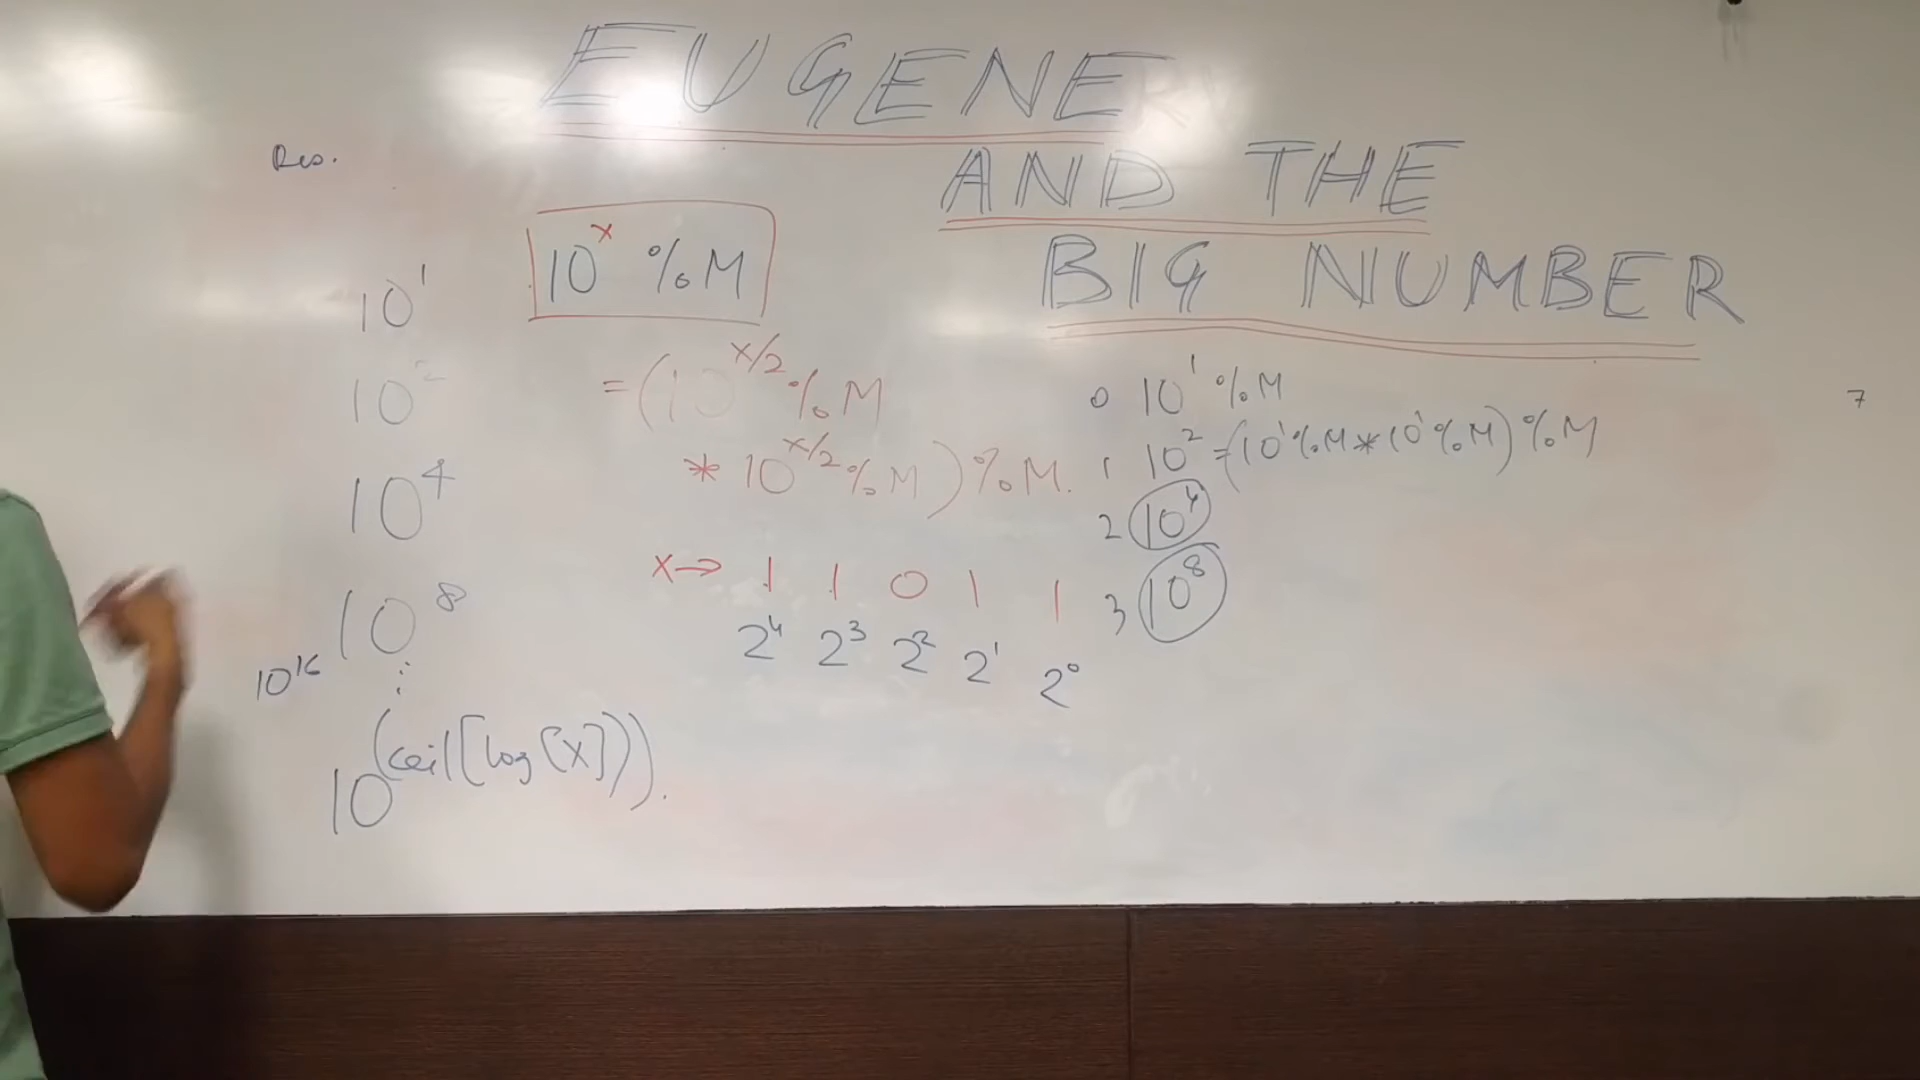 EUGENE
AND THE
BIG NUMBER
Res.
10^x % M
= (10^x/2 % M
* 10^x/2 % M) % M.
x → 1 1 0 1 1
2^4 2^3 2^2 2^1 2^0
10^1
10^2
10^4
10^8
10^16
⋮
10^(ceil[log[x]]).
0 10^1 % M
1 10^2 = (10^1 % M * 10^1 % M) % M
2 10^4
3 10^8
7